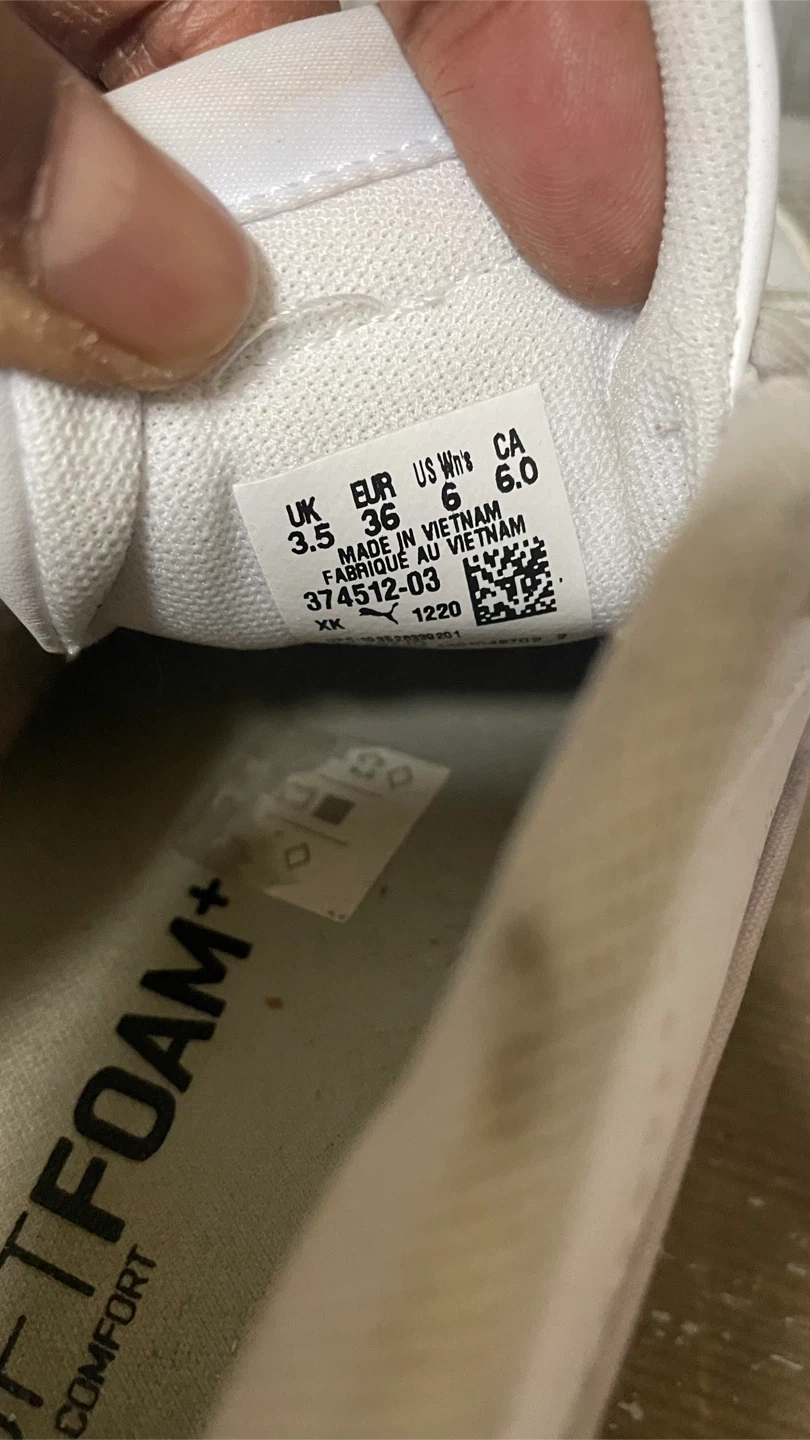 UK EUR US Wn's CA
3.5 36 6 6.0
MADE IN VIETNAM
FABRIQUÉ AU VIETNAM
374512-03
XK 1220
FOAM+
COMFORT